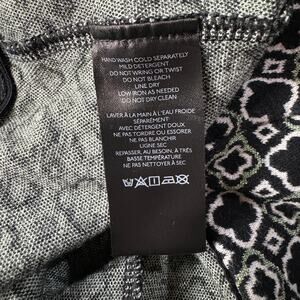 HAND WASH COLD SEPARATELY
MILD DETERGENT
DO NOT WRING OR TWIST
DO NOT BLEACH
LINE DRY
LOW IRON AS NEEDED
DO NOT DRY CLEAN
LAVER À LA MAIN À L'EAU FROIDE
SÉPARÉMENT
AVEC DÉTERGENT DOUX
NE PAS TORDRE OU ESSORER
NE PAS BLANCHIR
LIGNE SEC
REPASSER, AU BESOIN, À TRÈS
BASSE TEMPÉRATURE
NE PAS NETTOYER À SEC